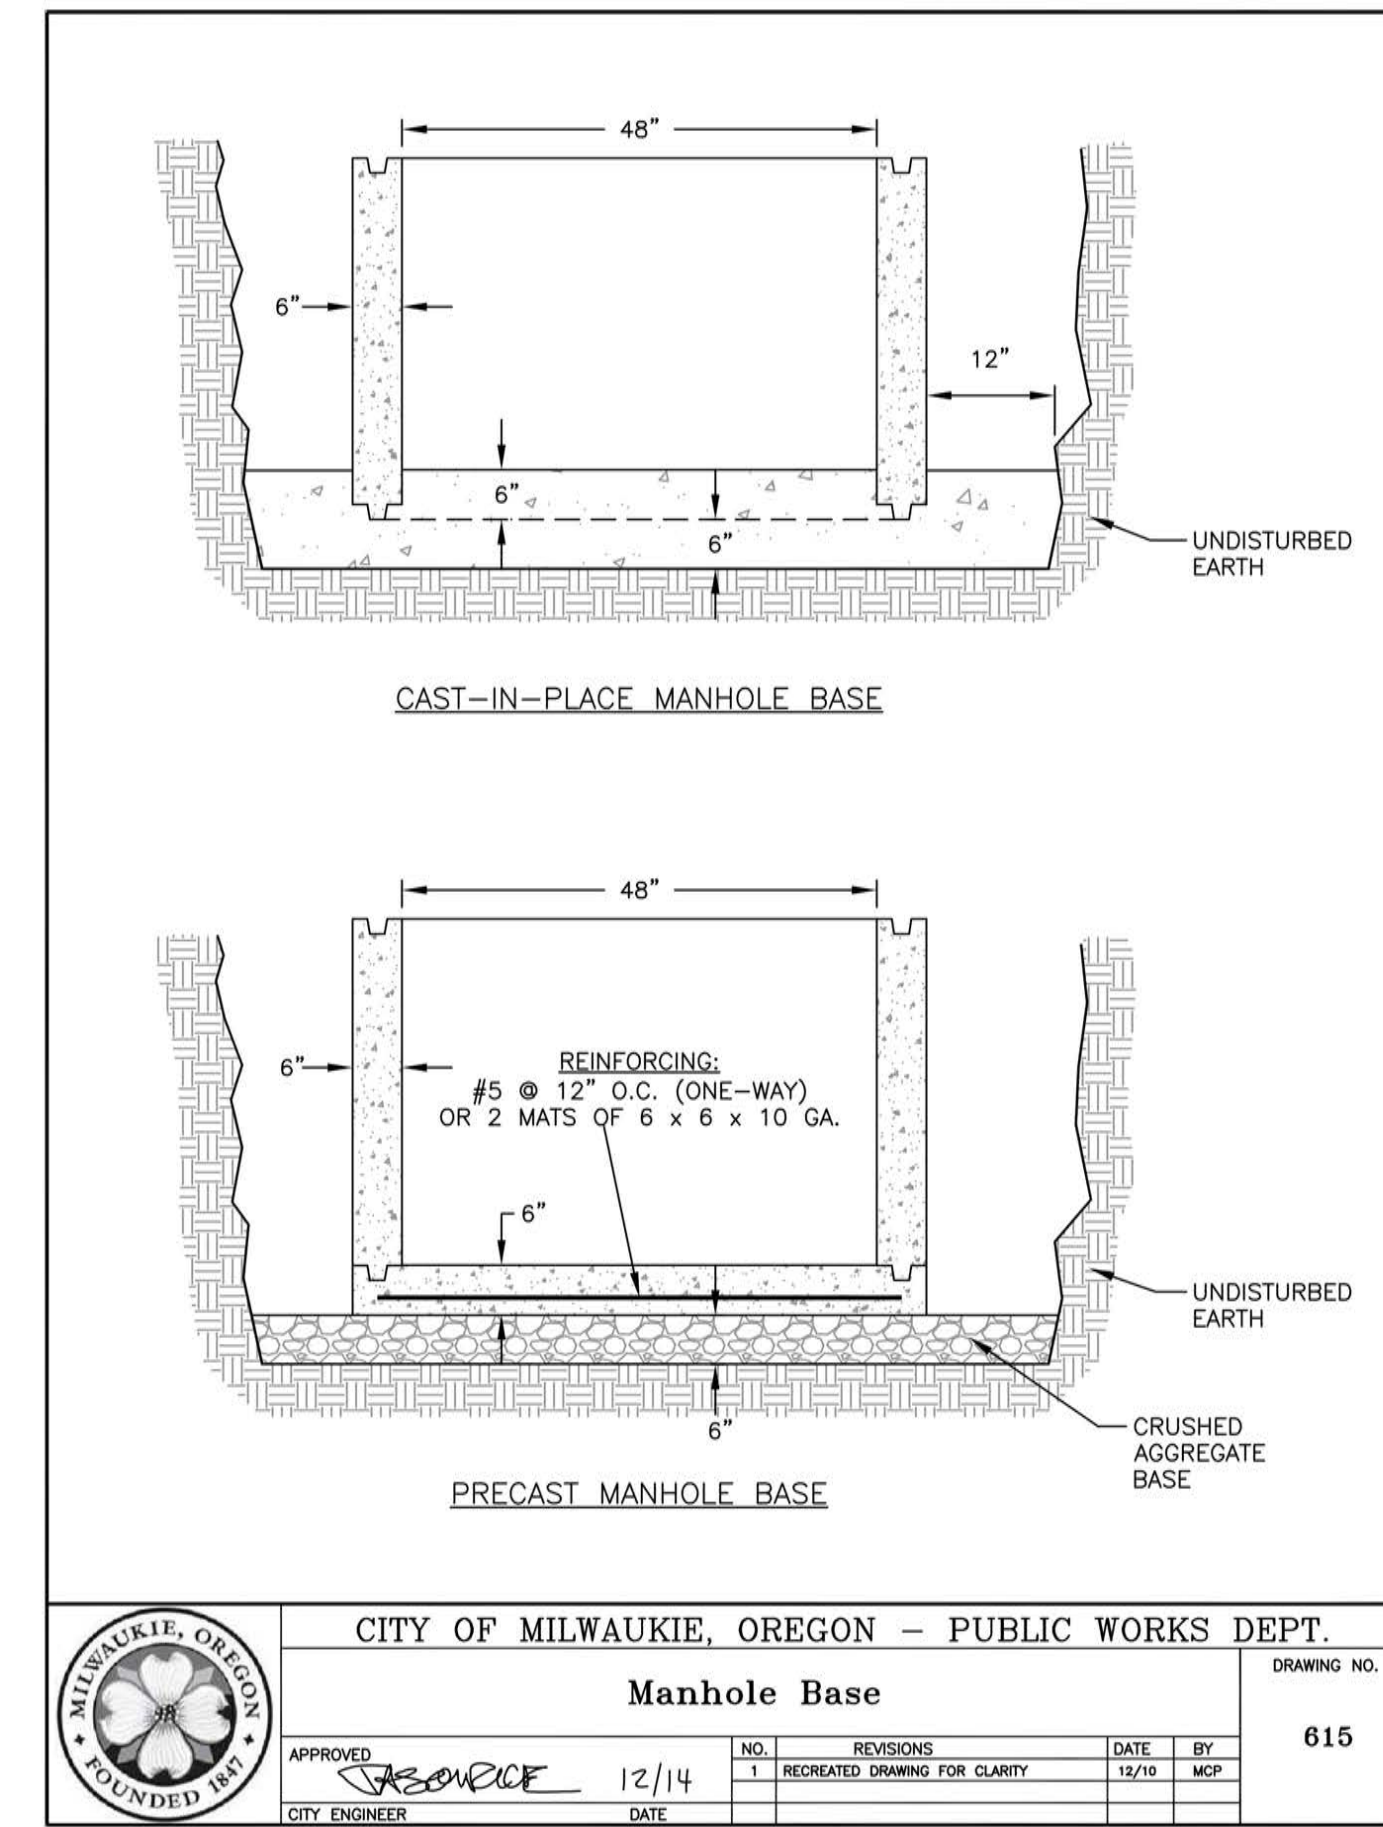 48”
6”
12”
6”
6”
UNDISTURBED
EARTH
CAST-IN-PLACE MANHOLE BASE
48”
6”
REINFORCING:
#5 @ 12” O.C. (ONE-WAY)
OR 2 MATS OF 6 x 6 x 10 GA.
6”
UNDISTURBED
EARTH
6”
CRUSHED
AGGREGATE
BASE
PRECAST MANHOLE BASE
MILWAUKIE, OREGON
FOUNDED 1847
CITY OF MILWAUKIE, OREGON – PUBLIC WORKS DEPT.
Manhole Base
DRAWING NO.
615
APPROVED
12/14
CITY ENGINEER DATE
NO. REVISIONS DATE BY
1 RECREATED DRAWING FOR CLARITY 12/10 MCP